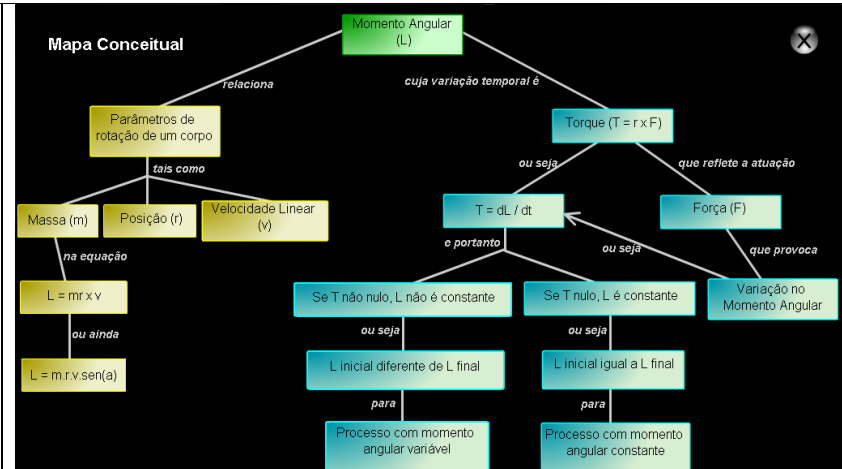 Momento Angular
(L)
Mapa Conceitual
X
relaciona
cuja variação temporal é
Parâmetros de
rotação de um corpo
Torque (T = r x F)
tais como
ou seja
que reflete a atuação
Massa (m)
Posição (r)
Velocidade Linear
(v)
T = dL / dt
Força (F)
na equação
e portanto
ou seja
que provoca
L = mr x v
Se T não nulo, L não é constante
Se T nulo, L é constante
Variação no
Momento Angular
ou ainda
ou seja
ou seja
L = m.r.v.sen(a)
L inicial diferente de L final
L inicial igual a L final
para
para
Processo com momento
angular variável
Processo com momento
angular constante